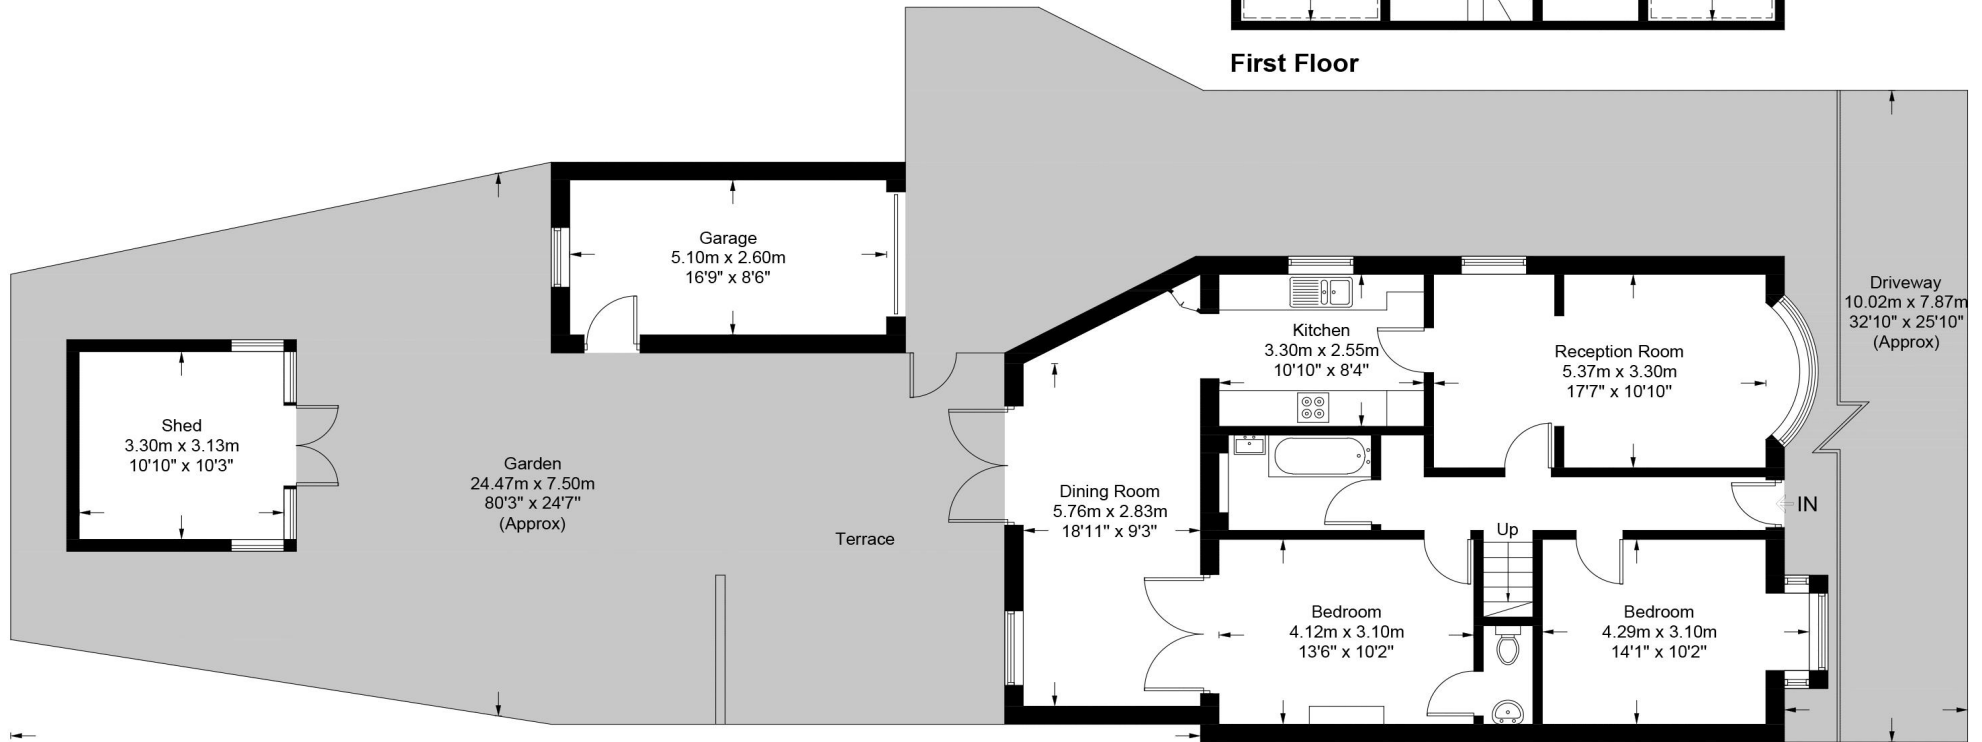 First Floor
Garage
5.10m x 2.60m
16'9" x 8'6"
Driveway
10.02m x 7.87m
32'10" x 25'10"
(Approx)
Kitchen
3.30m x 2.55m
10'10" x 8'4"
Reception Room
5.37m x 3.30m
17'7" x 10'10"
Shed
3.30m x 3.13m
10'10" x 10'3"
Garden
24.47m x 7.50m
80'3" x 24'7"
(Approx)
Dining Room
5.76m x 2.83m
18'11" x 9'3"
Terrace
IN
Up
Bedroom
4.12m x 3.10m
13'6" x 10'2"
Bedroom
4.29m x 3.10m
14'1" x 10'2"